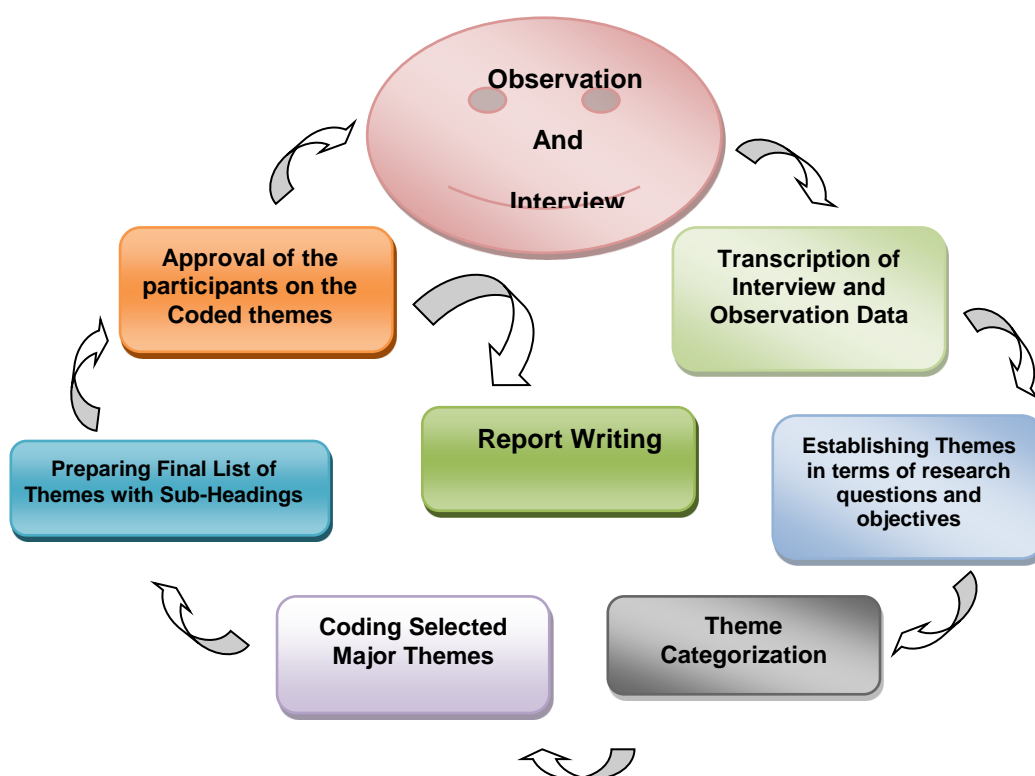 Observation
And
Interview
Approval of the
participants on the
Coded themes
Transcription of
Interview and
Observation Data
Report Writing
Preparing Final List of
Themes with Sub-Headings
Establishing Themes
in terms of research
questions and
objectives
Coding Selected
Major Themes
Theme
Categorization